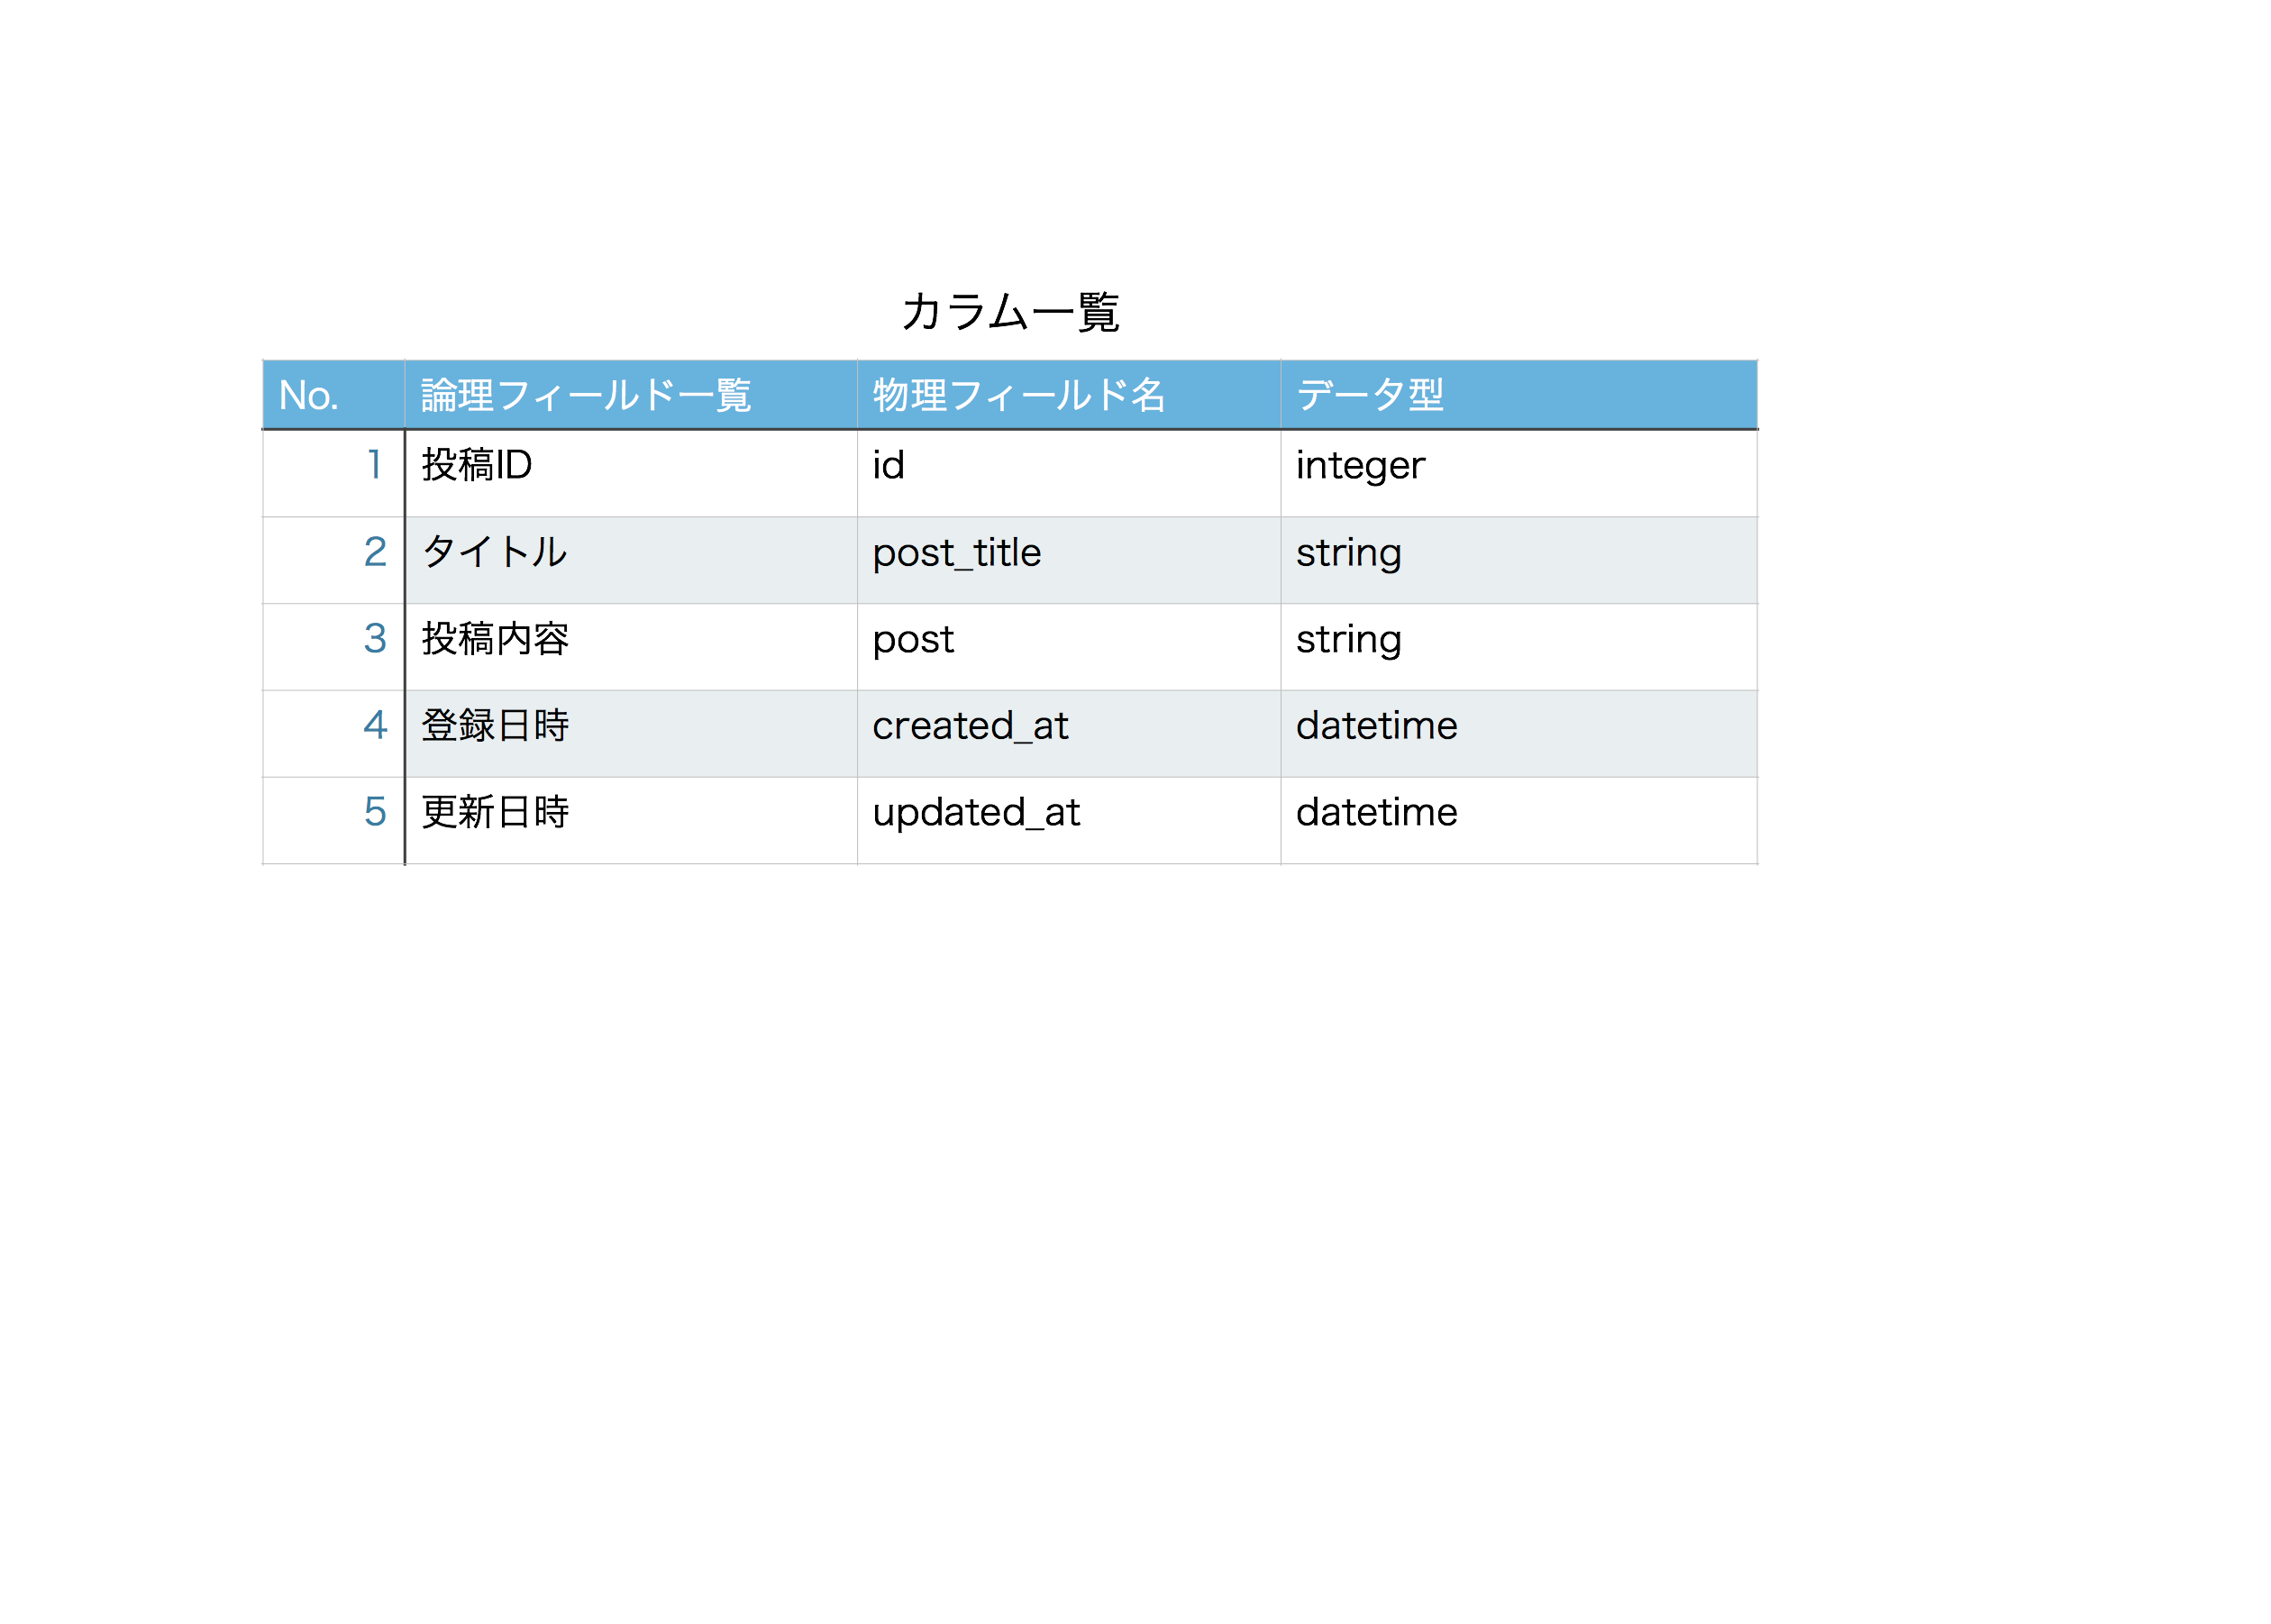 カラム一覧
No. 論理フィールド一覧 物理フィールド名 データ型
1 投稿ID id integer
2 タイトル post_title string
3 投稿内容 post string
4 登録日時 created_at datetime
5 更新日時 updated_at datetime